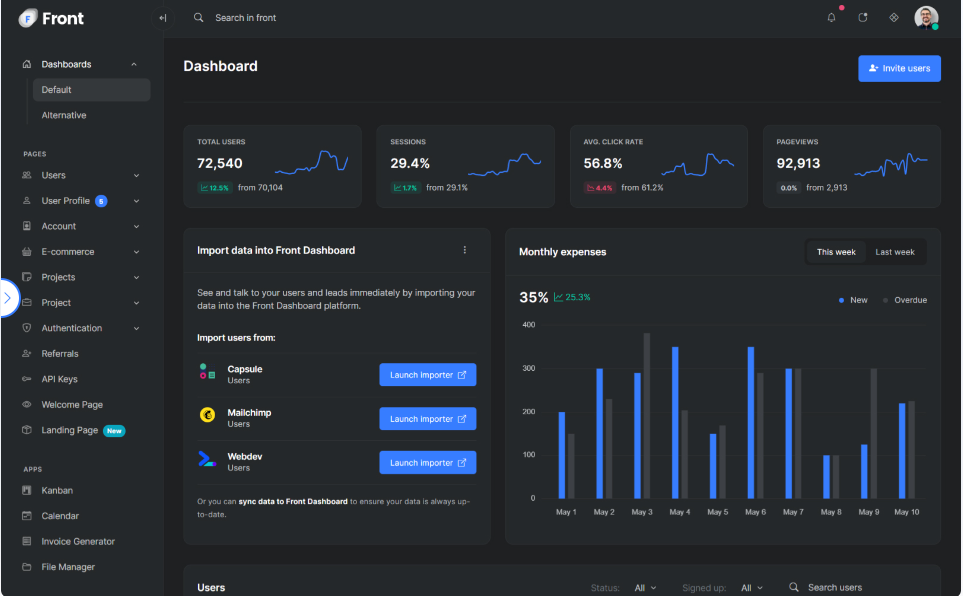 Front
Search in front
Dashboards
Default
Alternative
PAGES
Users
User Profile 5
Account
E-commerce
Projects
Project
Authentication
Referrals
API Keys
Welcome Page
Landing Page New
APPS
Kanban
Calendar
Invoice Generator
File Manager
Dashboard
Invite users
TOTAL USERS
72,540
12.5% from 70,104
SESSIONS
29.4%
1.7% from 29.1%
AVG. CLICK RATE
56.8%
4.4% from 61.2%
PAGEVIEWS
92,913
0.0% from 2,913
Import data into Front Dashboard
See and talk to your users and leads immediately by importing your
data into the Front Dashboard platform.
Import users from:
Capsule
Users
Launch importer
Mailchimp
Users
Launch importer
Webdev
Users
Launch importer
Or you can sync data to Front Dashboard to ensure your data is always up-
to-date.
Monthly expenses
This week Last week
35% 25.3%
New Overdue
400
300
200
100
0
May 1 May 2 May 3 May 4 May 5 May 6 May 7 May 8 May 9 May 10
Users
Status: All Signed up: All Search users